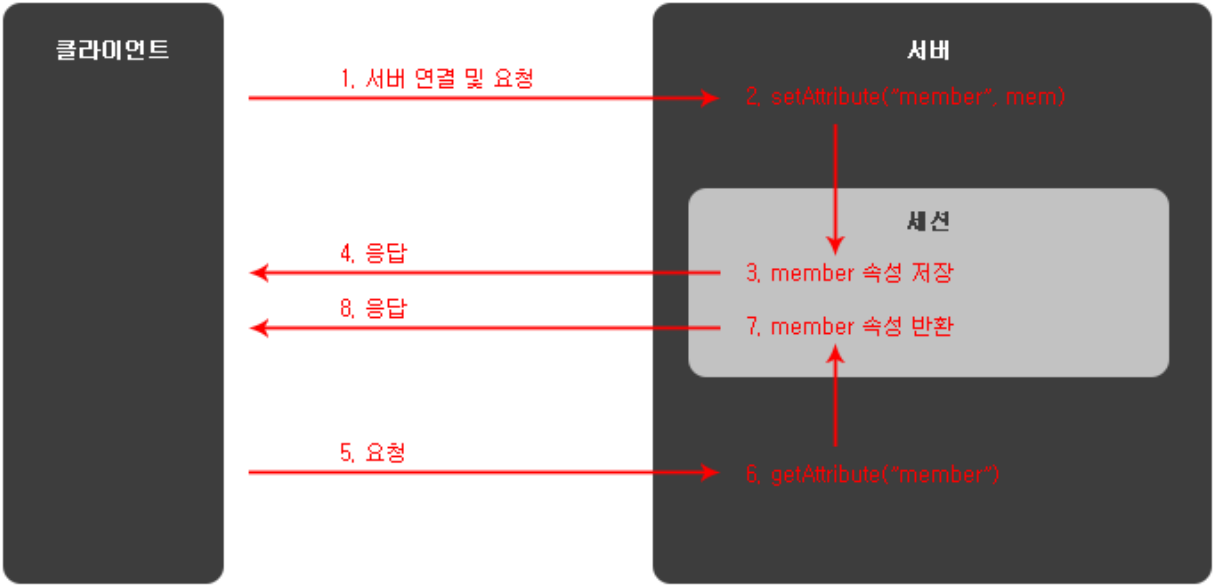 클라이언트
서버
1, 서버 연결 및 요청
2, setAttribute("member", mem)
세션
4, 응답
3, member 속성 저장
8, 응답
7, member 속성 반환
5, 요청
6, getAttribute("member")